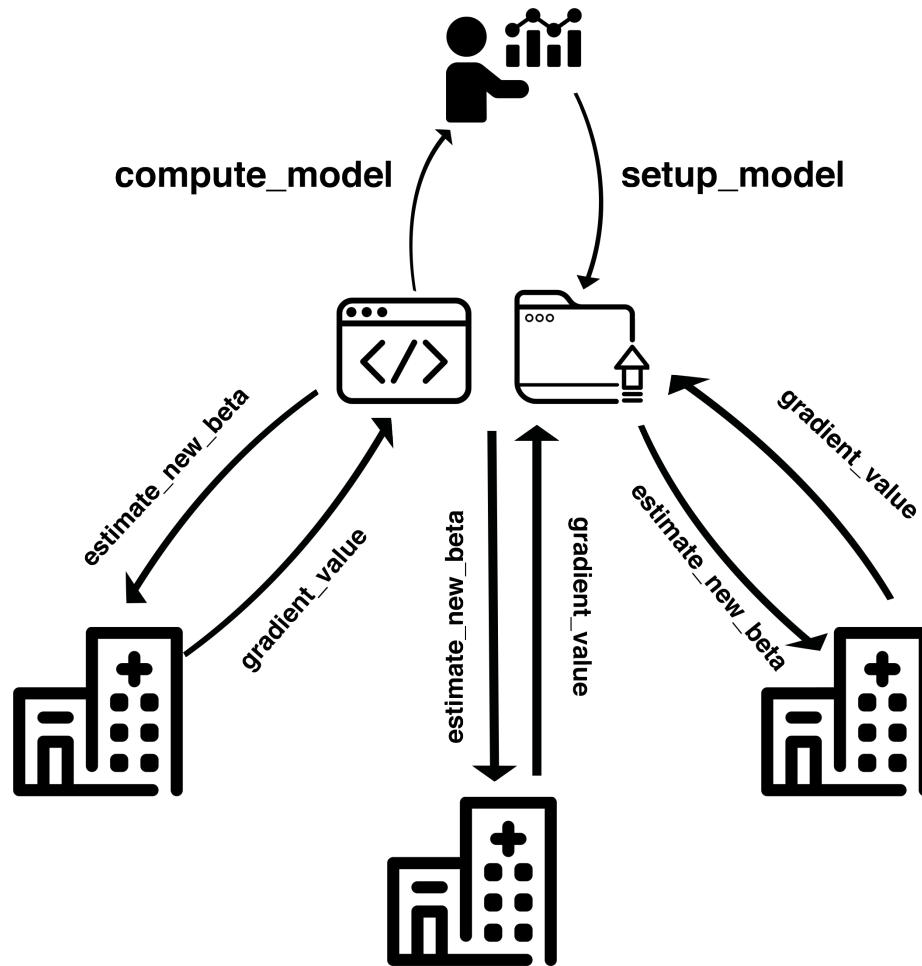 compute_model
setup_model
</>
estimate_new_beta
gradient_value
estimate_new_beta
gradient_value
estimate_new_beta
gradient_value